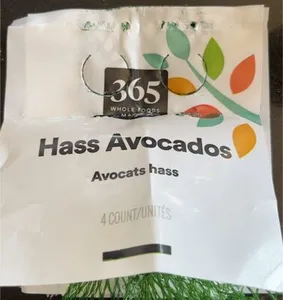 365
WHOLE FOODS
MARKET
Hass Avocados
Avocats hass
4 COUNT/UNITÉS